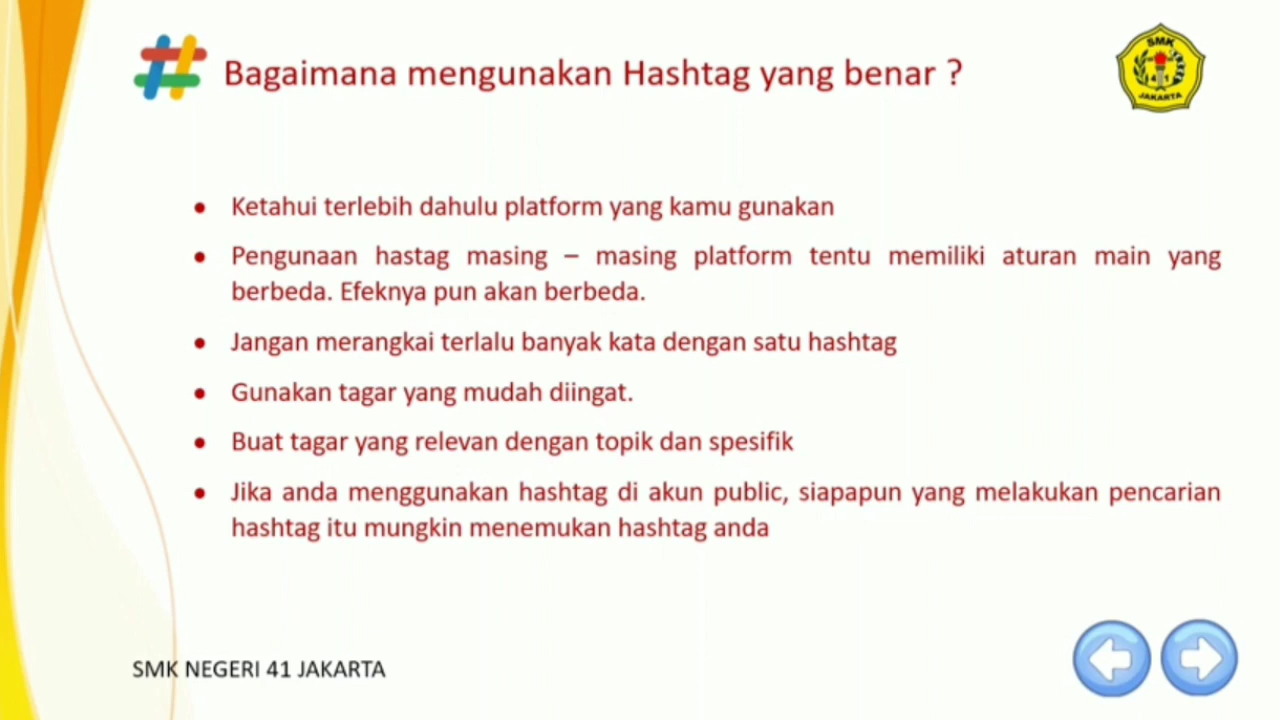 Bagaimana mengunakan Hashtag yang benar ?
SMK
JAKARTA
● Ketahui terlebih dahulu platform yang kamu gunakan
● Pengunaan hastag masing – masing platform tentu memiliki aturan main yang
berbeda. Efeknya pun akan berbeda.
● Jangan merangkai terlalu banyak kata dengan satu hashtag
● Gunakan tagar yang mudah diingat.
● Buat tagar yang relevan dengan topik dan spesifik
● Jika anda menggunakan hashtag di akun public, siapapun yang melakukan pencarian
hashtag itu mungkin menemukan hashtag anda
SMK NEGERI 41 JAKARTA